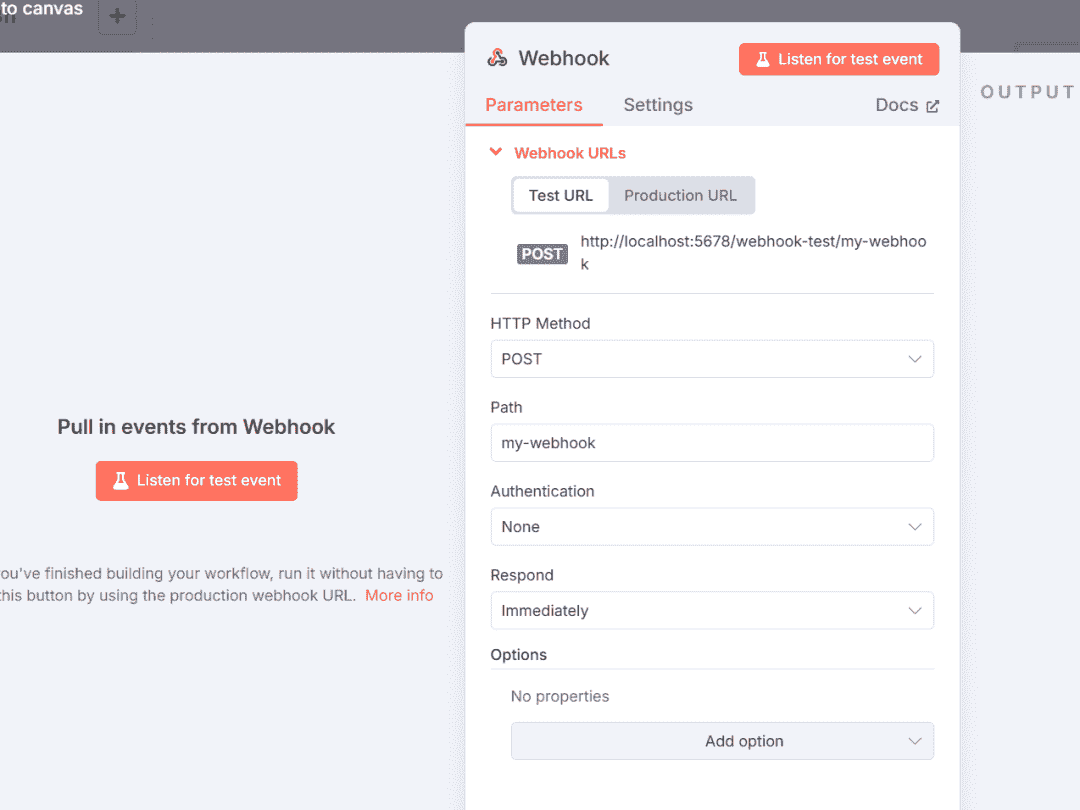 to canvas
Webhook
Listen for test event
Parameters
Settings
Docs
OUTPUT
Webhook URLs
Test URL
Production URL
POST
http://localhost:5678/webhook-test/my-webhoo
k
HTTP Method
POST
Path
my-webhook
Authentication
None
Respond
Immediately
Options
No properties
Add option
Pull in events from Webhook
Listen for test event
ou've finished building your workflow, run it without having to
this button by using the production webhook URL. More info